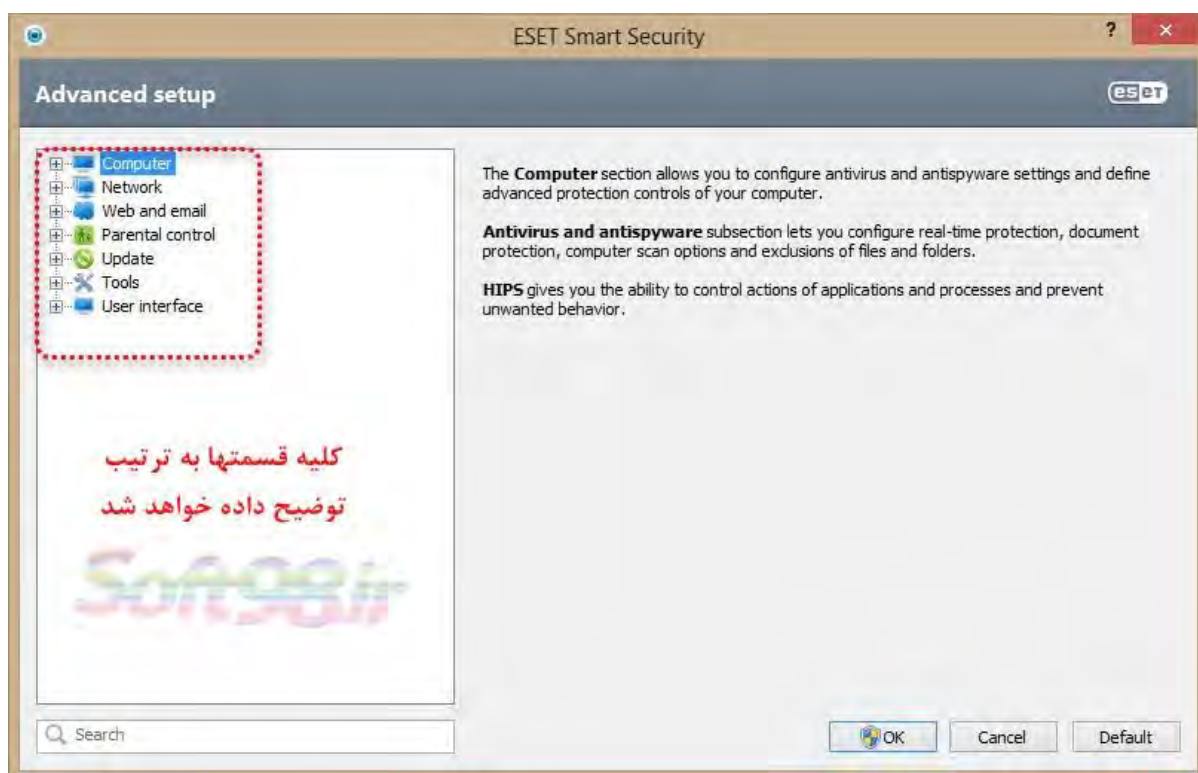 ESET Smart Security
?
Advanced setup
eset
Computer
Network
Web and email
Parental control
Update
Tools
User interface
The Computer section allows you to configure antivirus and antispyware settings and define
advanced protection controls of your computer.
Antivirus and antispyware subsection lets you configure real-time protection, document
protection, computer scan options and exclusions of files and folders.
HIPS gives you the ability to control actions of applications and processes and prevent
unwanted behavior.
کلیه قسمتها به ترتیب
توضیح داده خواهد شد
Soft98.ir
Search
OK
Cancel
Default